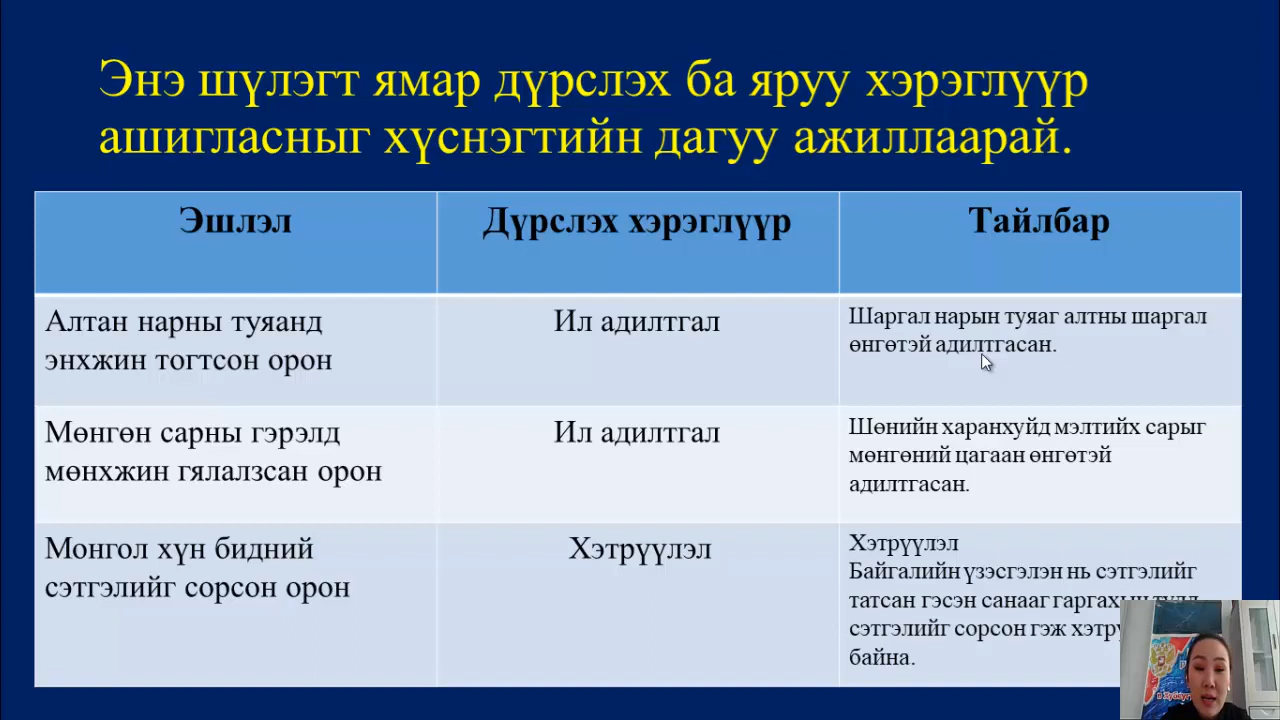 Энэ шүлэгт ямар дүрслэх ба яруу хэрэглүүр
ашигласныг хүснэгтийн дагуу ажиллаарай.
Эшлэл
Дүрслэх хэрэглүүр
Тайлбар
Алтан нарны туяанд
энхжин тогтсон орон
Ил адилтгал
Шаргал нарын туяаг алтны шаргал
өнгөтэй адилтгасан.
Мөнгөн сарны гэрэлд
мөнхжин гялалзсан орон
Ил адилтгал
Шөнийн харанхуйд мэлтийх сарыг
мөнгөний цагаан өнгөтэй
адилтгасан.
Монгол хүн бидний
сэтгэлийг сорсон орон
Хэтрүүлэл
Хэтрүүлэл
Байгалийн үзэсгэлэн нь сэтгэлийг
татсан гэсэн санааг гаргахын тулд
сэтгэлийг сорсон гэж
байна.